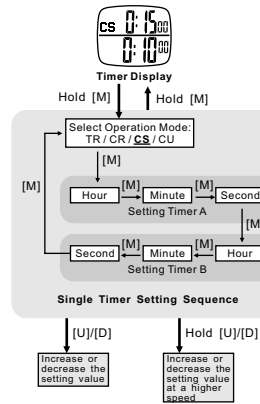 CS 0:15 00
0:10 00
Timer Display
Hold [M]
Hold [M]
Select Operation Mode:
TR / CR / CS / CU
[M]
[M]
Hour
[M]
Minute
[M]
Second
Setting Timer A
[M
Second
[M]
Minute
[M]
Hour
Setting Timer B
Single Timer Setting Sequence
[U]/[D]
Hold [U]/[D]
Increase or
decrease the
setting value
Increase or
decrease the
setting value
at a higher
speed